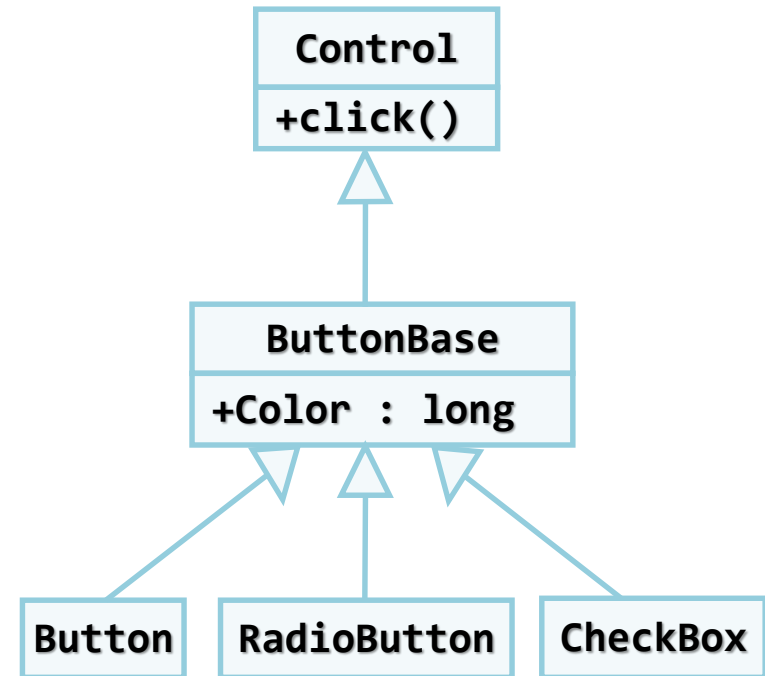 Control
+click()
ButtonBase
+Color : long
Button
RadioButton
CheckBox